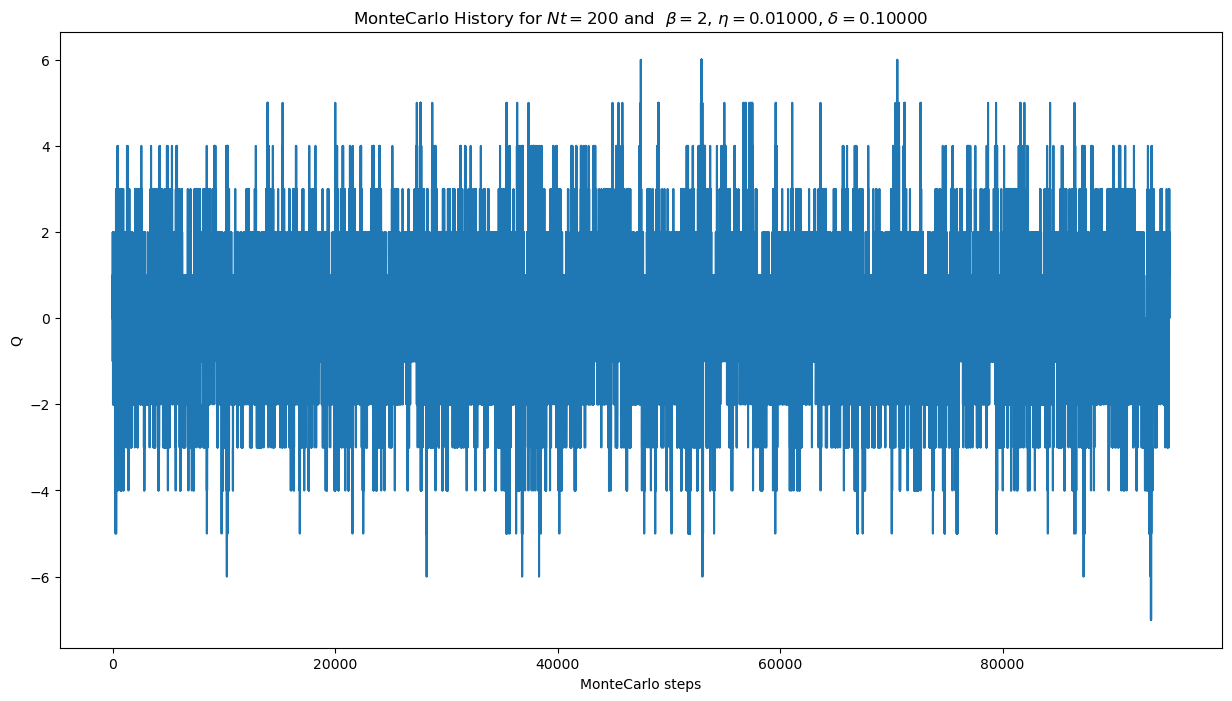 MonteCarlo History for Nt = 200 and β = 2, η = 0.01000, δ = 0.10000
6
4
2
0
−2
−4
−6
Q
0 20000 40000 60000 80000
MonteCarlo steps